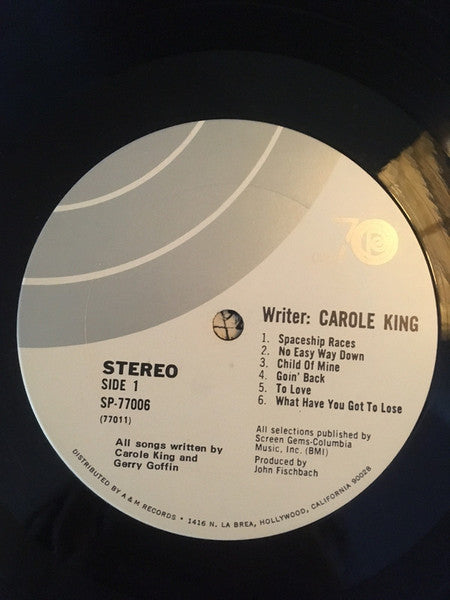 Writer: CAROLE KING
1. Spaceship Races
2. No Easy Way Down
3. Child Of Mine
4. Goin' Back
5. To Love
6. What Have You Got To Lose
STEREO
SIDE 1
SP-77006
(77011)
All selections published by
Screen Gems-Columbia
Music, Inc. (BMI)
Produced by
John Fischbach
All songs written by
Carole King and
Gerry Goffin
DISTRIBUTED BY A & M RECORDS • 1416 N. LA BREA, HOLLYWOOD, CALIFORNIA 90028